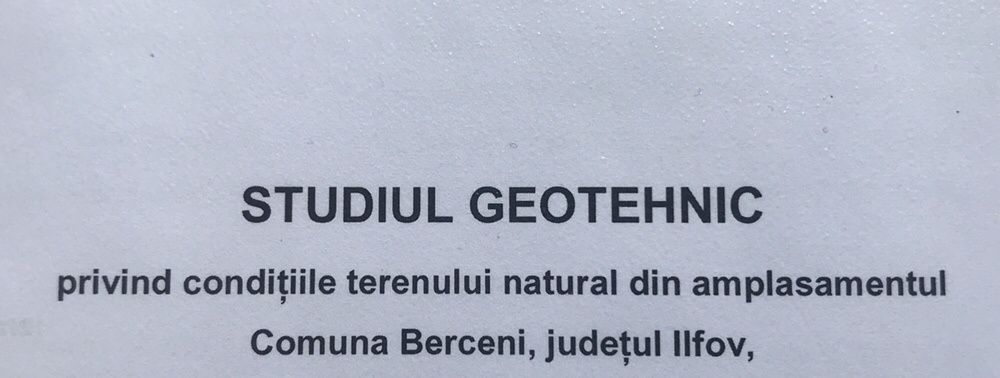 STUDIUL GEOTEHNIC
privind condițiile terenului natural din amplasamentul
Comuna Berceni, județul Ilfov,